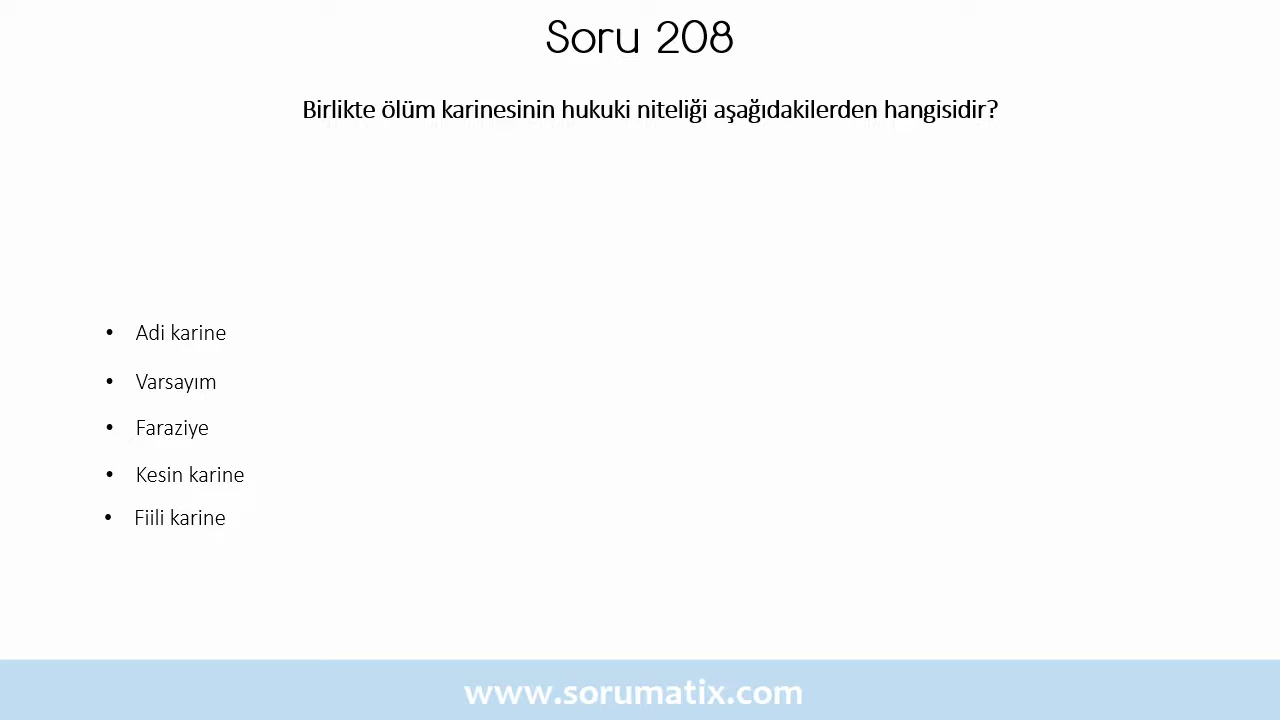 Soru 208
Birlikte ölüm karinesinin hukuki niteliği aşağıdakilerden hangisidir?
• Adi karine
• Varsayım
• Faraziye
• Kesin karine
• Fiili karine
www.sorumatix.com